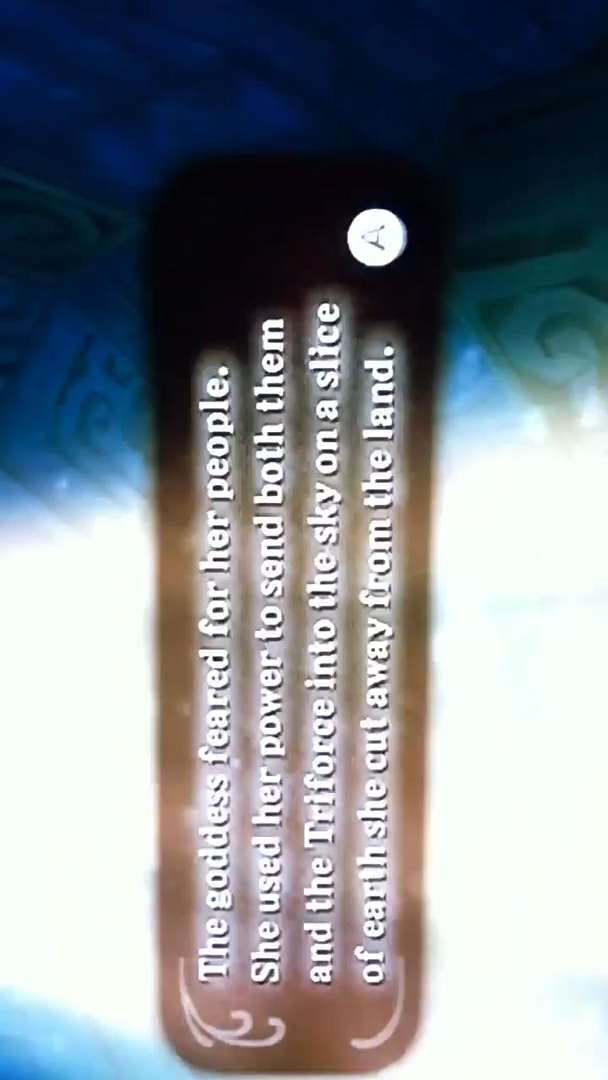 The goddess feared for her people.
She used her power to send both them
and the Triforce into the sky on a slice
of earth she cut away from the land.
A